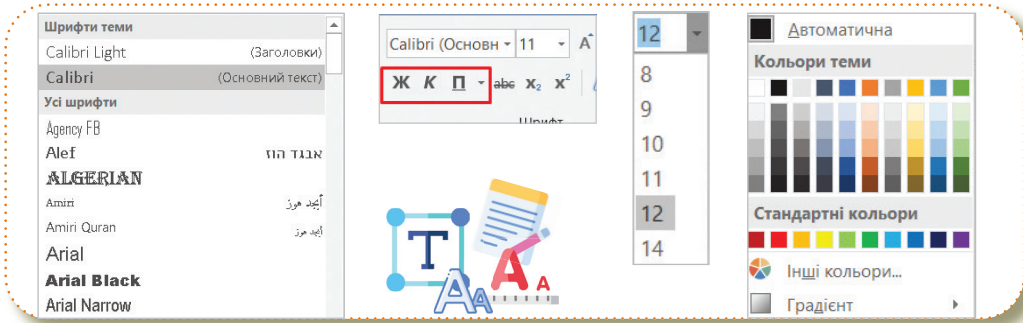 Шрифти теми
Calibri Light (Заголовки)
Calibri (Основний текст)
Усі шрифти
Agency FB
Alef אבגד הוז
ALGERIAN
Amiri أبجد هوز
Amiri Quran أبجد هوز
Arial
Arial Black
Arial Narrow
Calibri (Основн 11 A
Ж К П abc x₂ x²
Шрифт
T
A A
A A
12
8
9
10
11
12
14
Автоматична
Кольори теми
Стандартні кольори
Інші кольори...
Градієнт